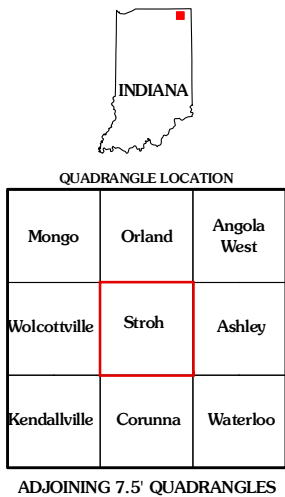 INDIANA
QUADRANGLE LOCATION
Mongo
Orland
Angola
West
Wolcottville
Stroh
Ashley
Kendallville
Corunna
Waterloo
ADJOINING 7.5' QUADRANGLES